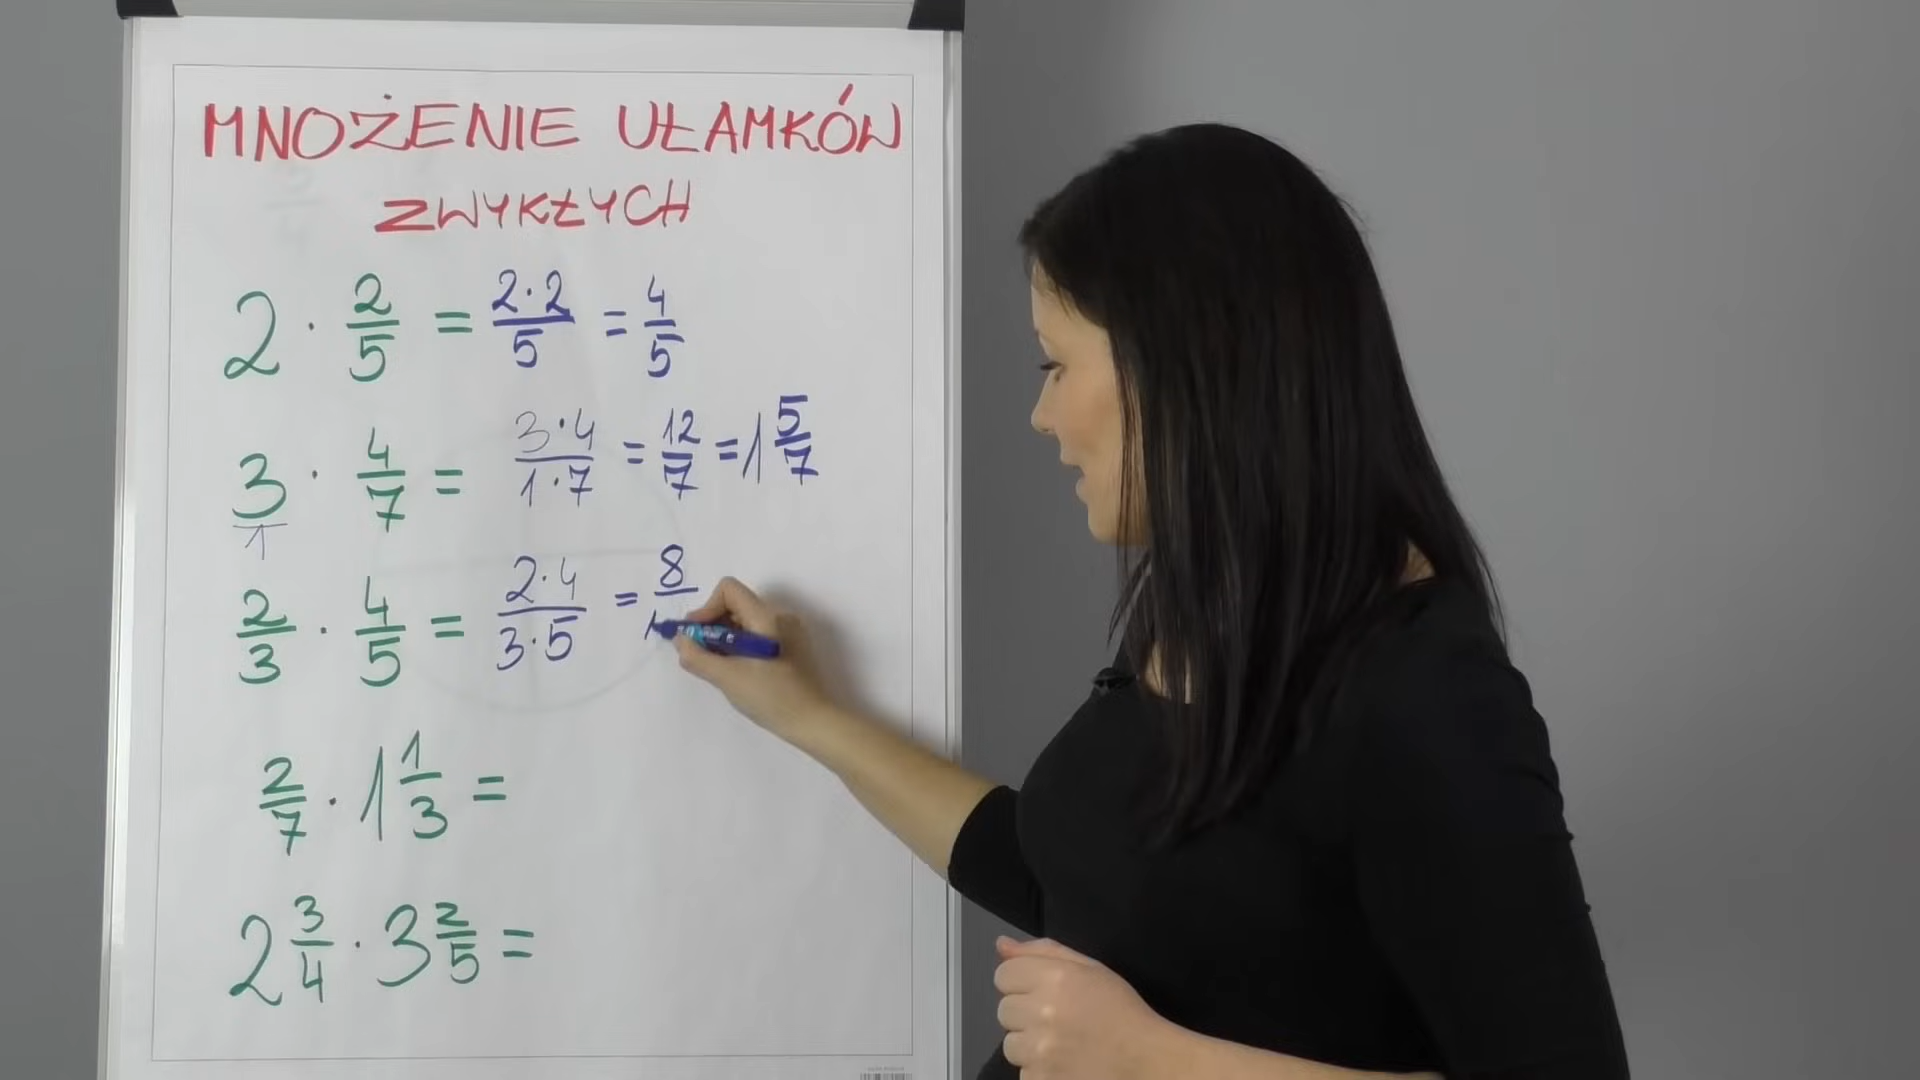 MNOŻENIE UŁAMKÓW
ZWYKŁYCH
2 · 2/5 = 2·2/5 = 4/5
3/1 · 4/7 = 3·4/1·7 = 12/7 = 1 5/7
2/3 · 4/5 = 2·4/3·5 = 8/1
2/7 · 1 1/3 =
2 3/4 · 3 2/5 =